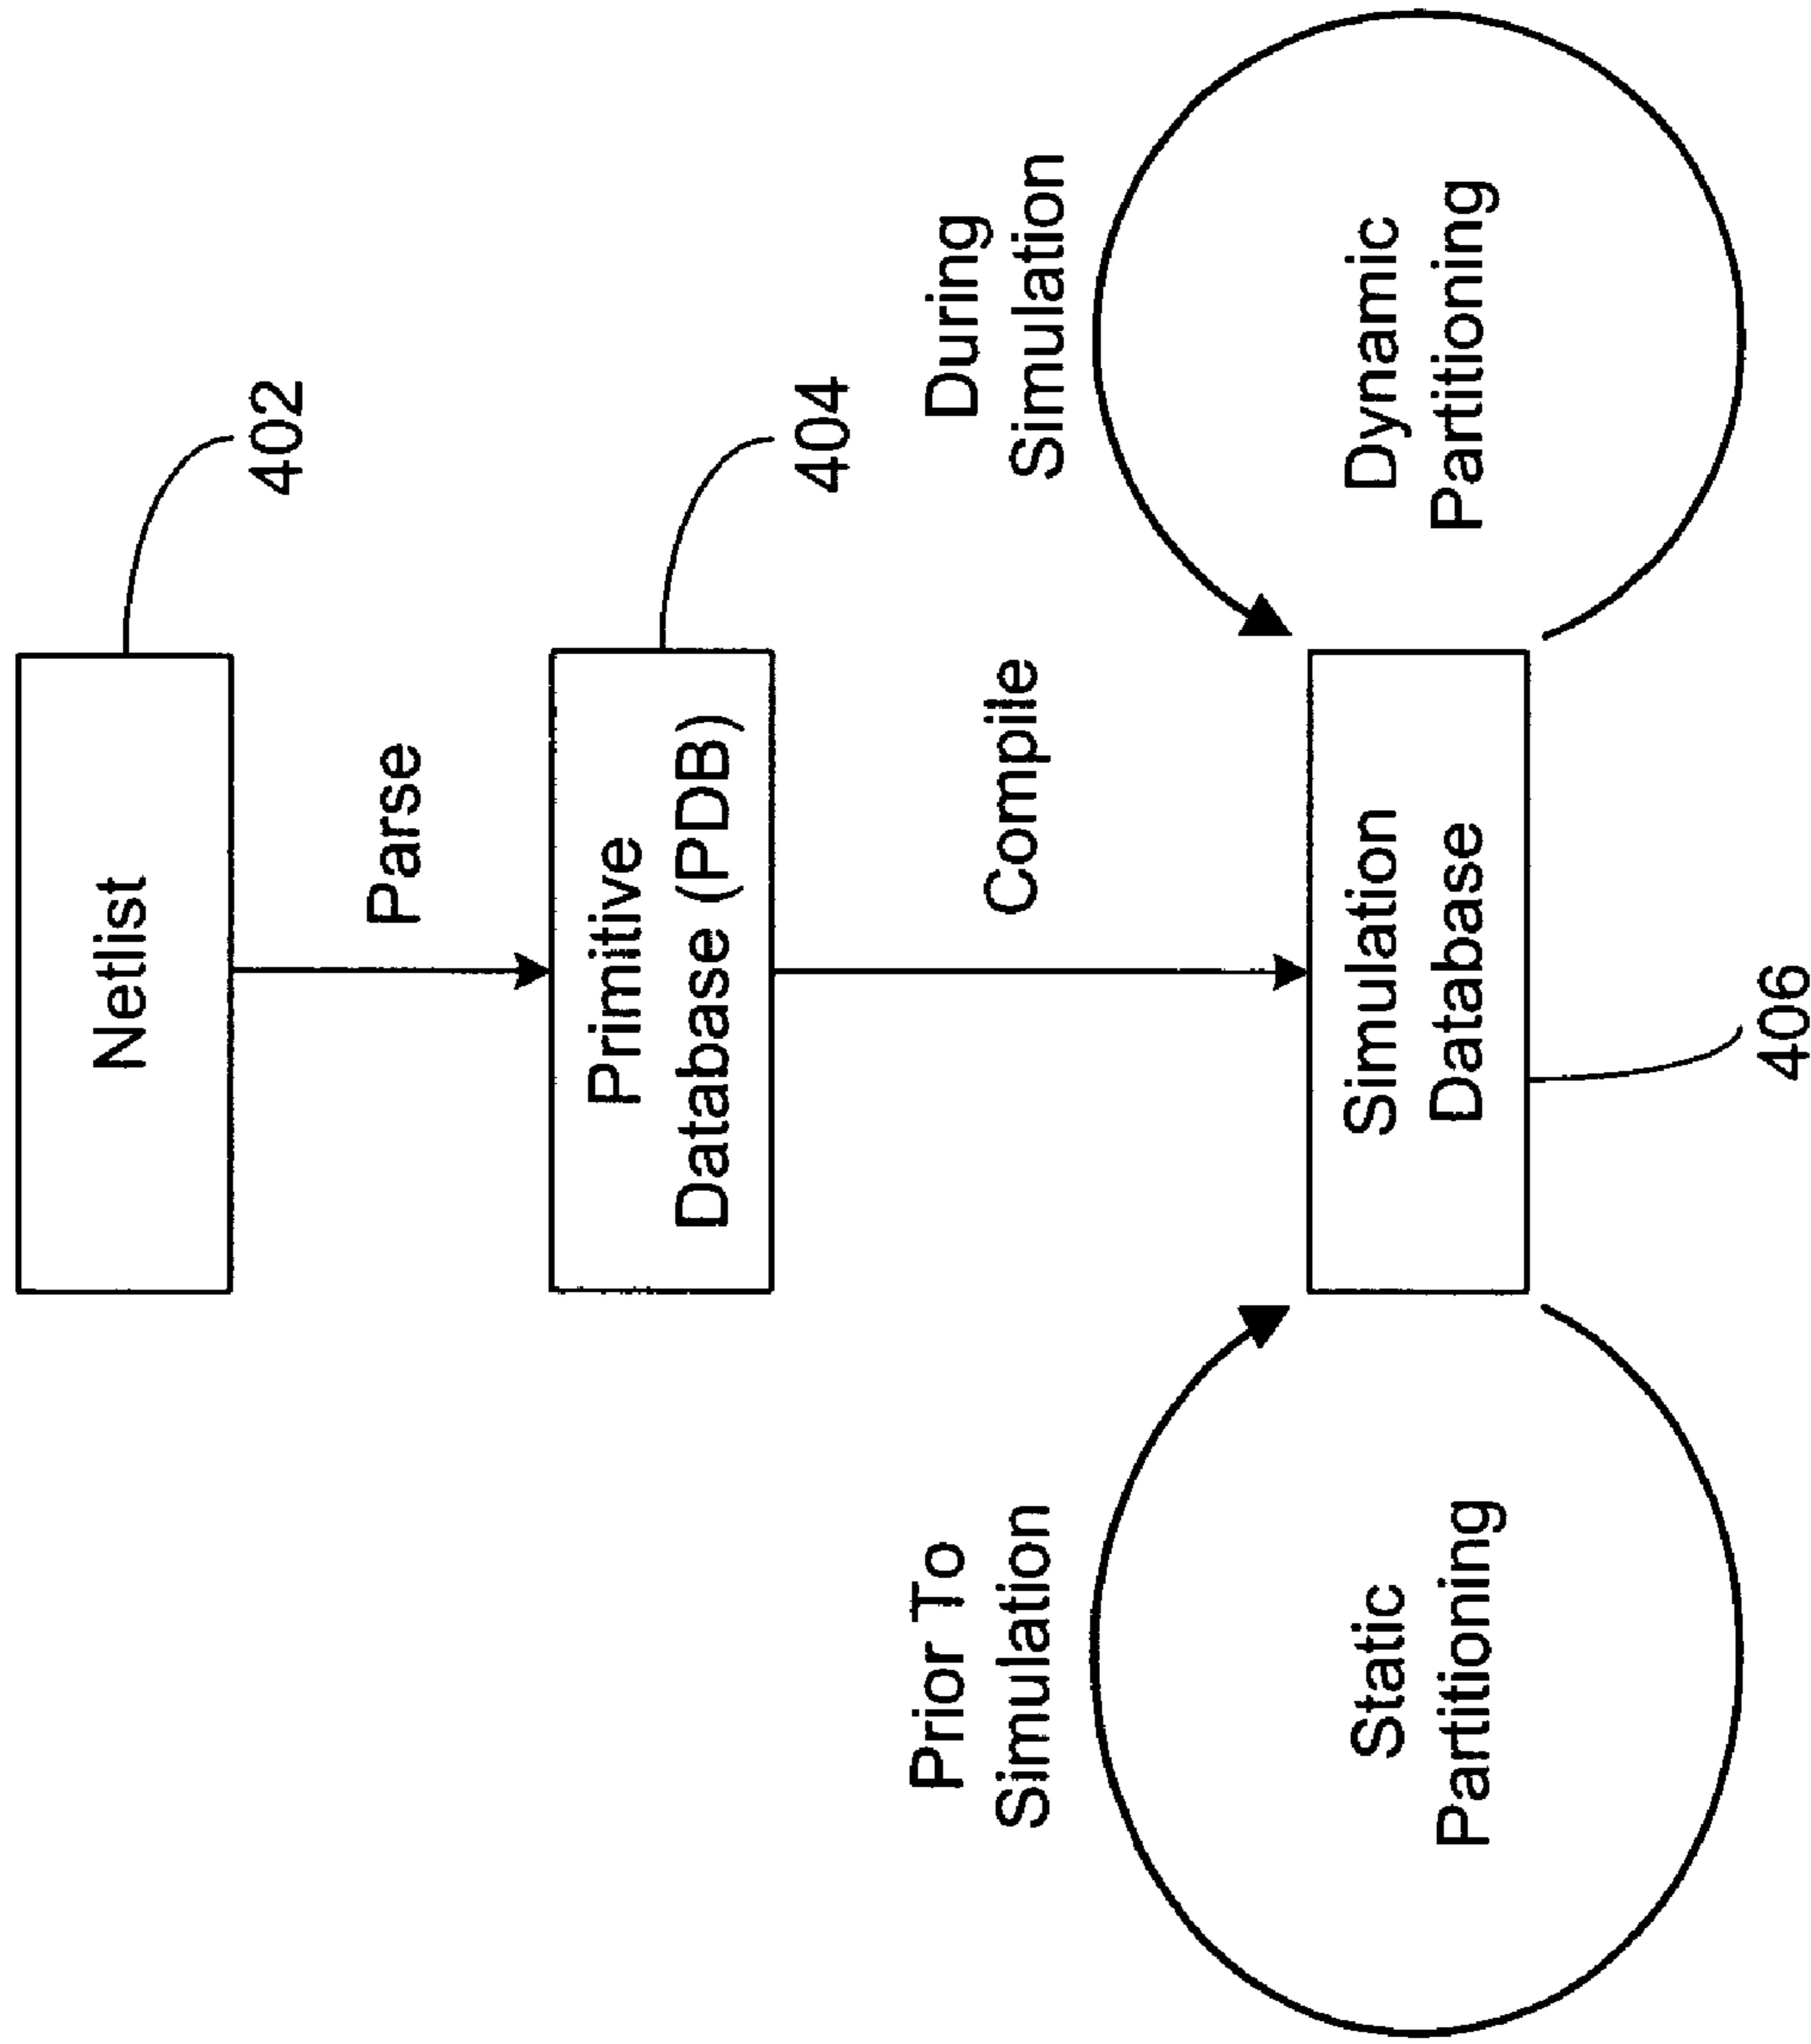 Netlist
402
Parse
Primitive
Database (PDB)
404
Compile
Prior To
Simulation
During
Simulation
Static
Partitioning
Simulation
Database
Dynamic
Partitioning
406